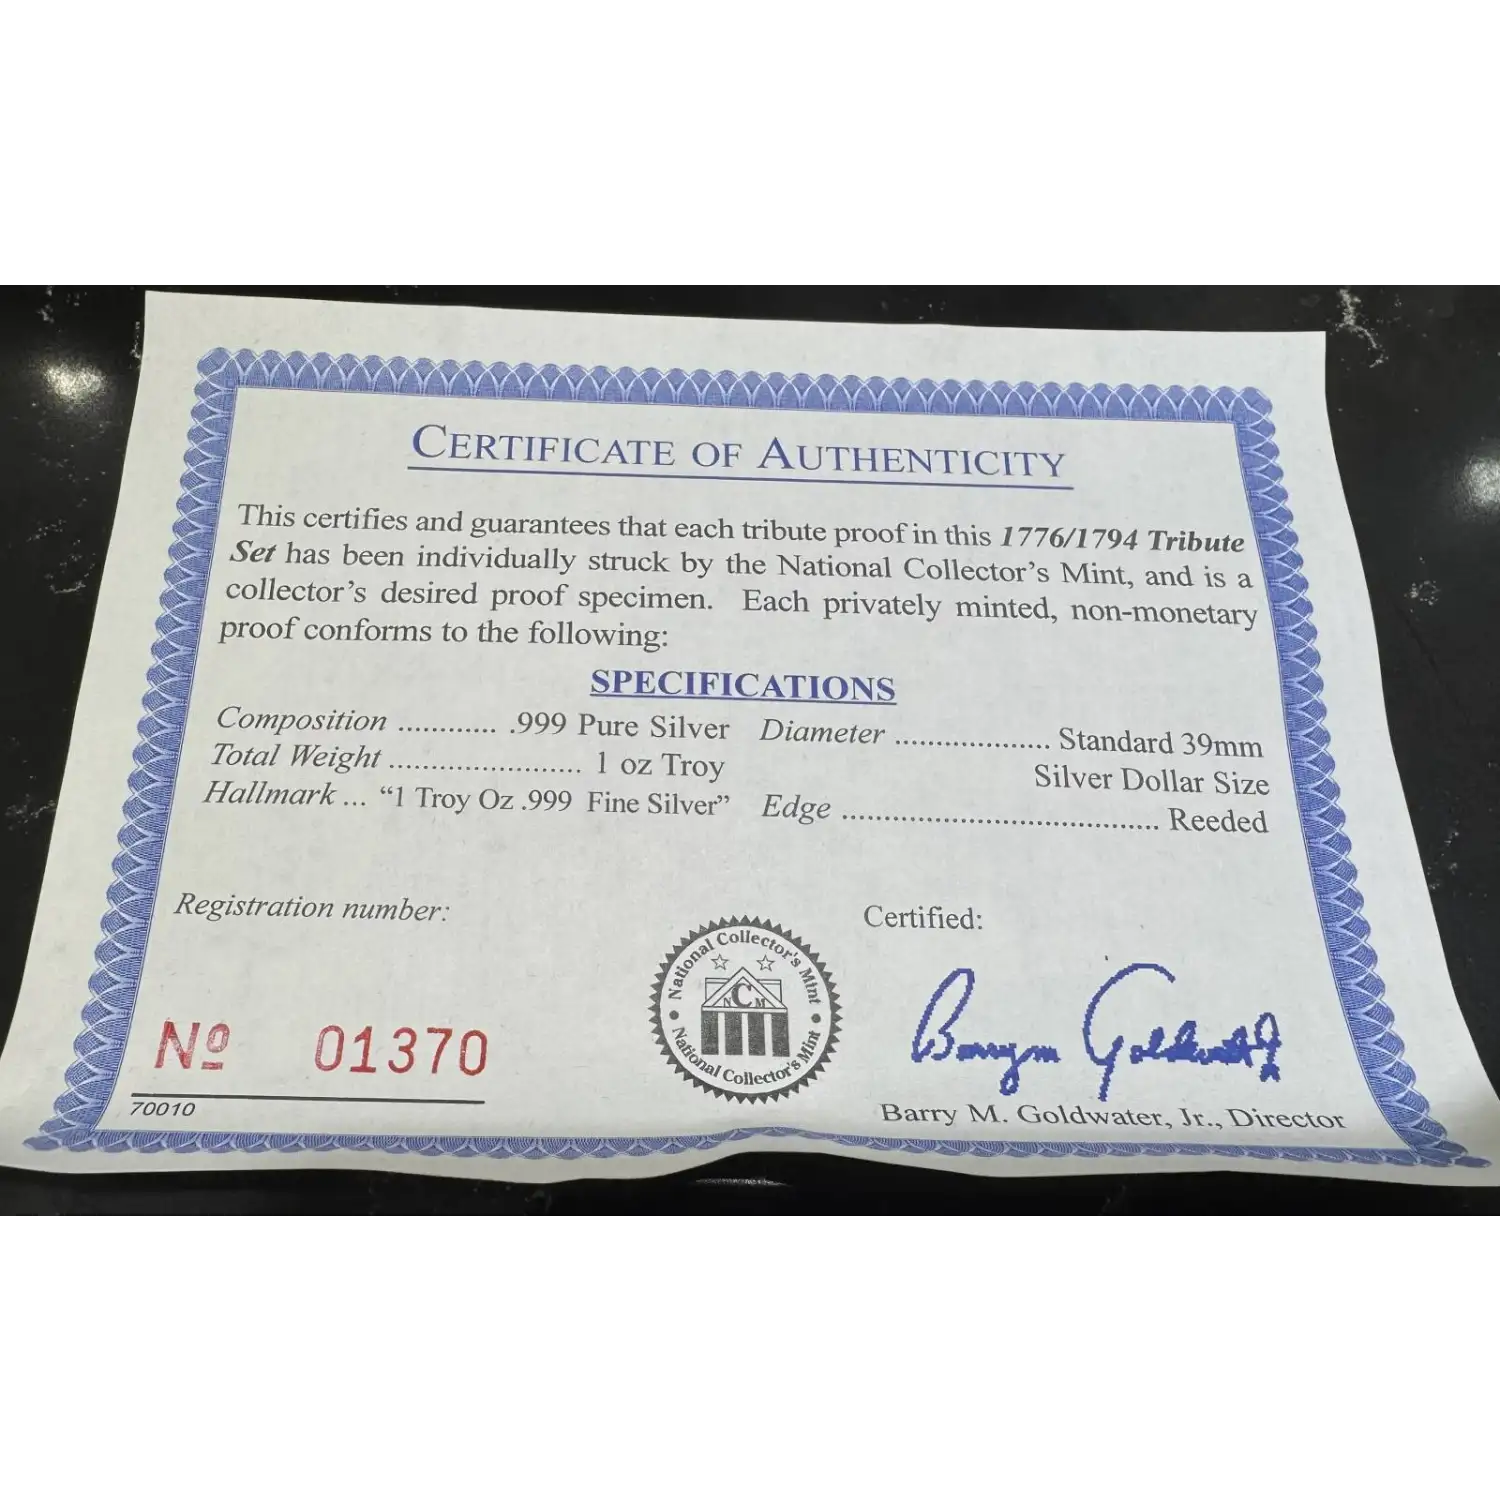 CERTIFICATE OF AUTHENTICITY
This certifies and guarantees that each tribute proof in this 1776/1794 Tribute
Set has been individually struck by the National Collector's Mint, and is a
collector's desired proof specimen. Each privately minted, non-monetary
proof conforms to the following:
SPECIFICATIONS
Composition ............ .999 Pure Silver
Total Weight ....................... 1 oz Troy
Hallmark ... “1 Troy Oz .999 Fine Silver”
Diameter ................... Standard 39mm
Silver Dollar Size
Edge ...................................... Reeded
Registration number:
Nº 01370
70010
National Collector's Mint
NCM
National Collector's Mint
Certified:
Barry M Goldwater Jr
Barry M. Goldwater, Jr., Director